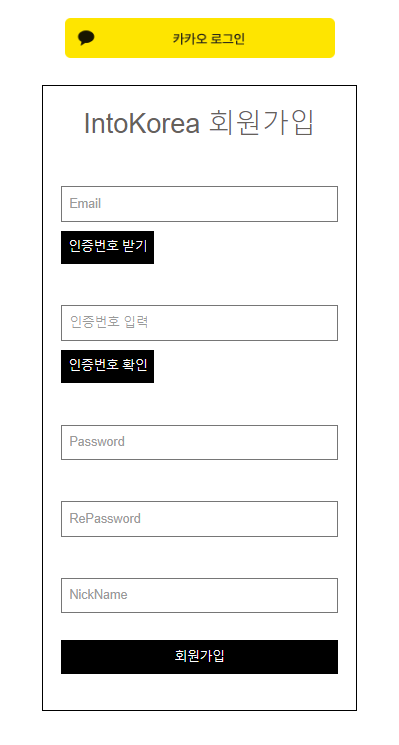 카카오 로그인
IntoKorea 회원가입
Email
인증번호 받기
인증번호 입력
인증번호 확인
Password
RePassword
NickName
회원가입